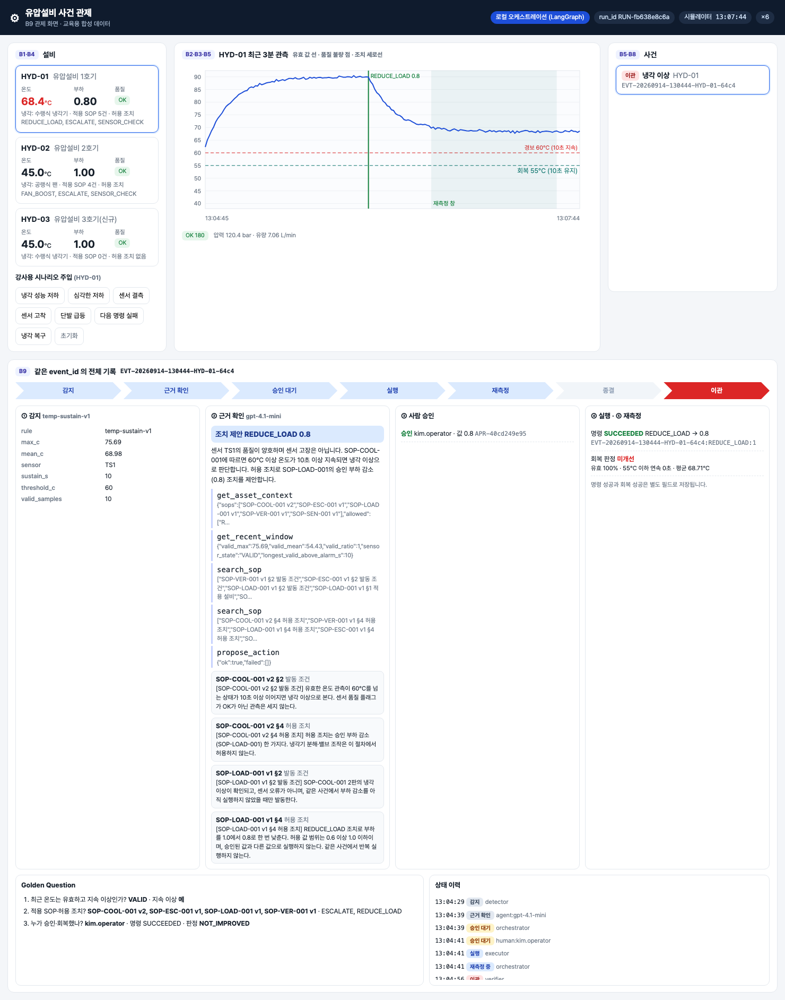 유압설비 사건 관제
B9 관제 화면 · 교육용 합성 데이터
로컬 오케스트레이션 (LangGraph)
run_id RUN-fb638e8c6a
시뮬레이터 13:07:44
×6
B1·B4 설비
HYD-01 유압설비 1호기
온도 부하 품질
68.4°C 0.80 OK
냉각: 수랭식 냉각기 · 적용 SOP 5건 · 허용 조치
REDUCE_LOAD, ESCALATE, SENSOR_CHECK
HYD-02 유압설비 2호기
온도 부하 품질
45.0°C 1.00 OK
냉각: 공랭식 팬 · 적용 SOP 4건 · 허용 조치
FAN_BOOST, ESCALATE, SENSOR_CHECK
HYD-03 유압설비 3호기(신규)
온도 부하 품질
45.0°C 1.00 OK
냉각: 수랭식 냉각기 · 적용 SOP 0건 · 허용 조치 없음
강사용 시나리오 주입 (HYD-01)
냉각 성능 저하 심각한 저하 센서 결측
센서 고착 단발 급등 다음 명령 실패
냉각 복구 초기화
B2·B3·B5 HYD-01 최근 3분 관측 유효 값 선 · 품질 불량 점 · 조치 세로선
90
85
80
75
70
65
60
55
50
45
40
REDUCE_LOAD 0.8
경보 60°C (10초 지속)
회복 55°C (10초 유지)
재측정 창
13:04:45 13:07:44
OK 180 압력 120.4 bar · 유량 7.06 L/min
B5·B8 사건
이관 냉각 이상 HYD-01
EVT-20260914-130444-HYD-01-64c4
B9 같은 event_id 의 전체 기록 EVT-20260914-130444-HYD-01-64c4
감지 근거 확인 승인 대기 실행 재측정 종결 이관
① 감지 temp-sustain-v1
rule temp-sustain-v1
max_c 75.69
mean_c 68.98
sensor TS1
sustain_s 10
threshold_c 60
valid_samples 10
② 근거 확인 gpt-4.1-mini
조치 제안 REDUCE_LOAD 0.8
센서 TS1의 품질이 양호하며 센서 고장은 아닙니다. SOP-COOL-
001에 따르면 60°C 이상 온도가 10초 이상 지속되면 냉각 이상으
로 판단합니다. 허용 조치로 SOP-LOAD-001의 승인 부하 감소
(0.8) 조치를 제안합니다.
get_asset_context
{"sops":["SOP-COOL-001 v2","SOP-ESC-001 v1","SOP-LOAD
-001 v1","SOP-VER-001 v1","SOP-SEN-001 v1"],"allowed":
["R...
get_recent_window
{"valid_max":75.69,"valid_mean":54.43,"valid_ratio":1,"senso
r_state":"VALID","longest_valid_above_alarm_s":10}
search_sop
["SOP-VER-001 v1 §2 발동 조건","SOP-ESC-001 v1 §2 발동 조
건","SOP-LOAD-001 v1 §2 발동 조건","SOP-LOAD-001 v1 §1 적
용 설비","SO...
search_sop
["SOP-COOL-001 v2 §4 허용 조치","SOP-VER-001 v1 §4 허용
조치","SOP-LOAD-001 v1 §4 허용 조치","SOP-ESC-001 v1 §4
허용 조치","SO...
propose_action
{"ok":true,"failed":[]}
SOP-COOL-001 v2 §2 발동 조건
[SOP-COOL-001 v2 §2 발동 조건] 유효한 온도 관측이 60°C를 넘
는 상태가 10초 이상 이어지면 냉각 이상으로 본다. 센서 품질 플래그
가 OK가 아닌 관측은 세지 않는다.
SOP-COOL-001 v2 §4 허용 조치
[SOP-COOL-001 v2 §4 허용 조치] 허용 조치는 승인 부하 감소
(SOP-LOAD-001) 한 가지다. 냉각기 분해·밸브 조작은 이 절차에서
허용하지 않는다.
SOP-LOAD-001 v1 §2 발동 조건
[SOP-LOAD-001 v1 §2 발동 조건] SOP-COOL-001 2판의 냉각
이상이 확인되고, 센서 오류가 아니며, 같은 사건에서 부하 감소를 아
직 실행하지 않았을 때만 발동한다.
SOP-LOAD-001 v1 §4 허용 조치
[SOP-LOAD-001 v1 §4 허용 조치] REDUCE_LOAD 조치로 부하
를 1.0에서 0.8로 한 번 낮춘다. 허용 값 범위는 0.6 이상 1.0 이하이
며, 승인된 값과 다른 값으로 실행하지 않는다. 같은 사건에서 반복 실
행하지 않는다.
③ 사람 승인
승인 kim.operator · 값 0.8 APR-40cd249e95
④ 실행 · ⑤ 재측정
명령 SUCCEEDED REDUCE_LOAD → 0.8
EVT-20260914-130444-HYD-01-64c4:REDUCE_LOAD:1
회복 판정 미개선
유효 100% · 55°C 이하 연속 0초 · 평균 68.71°C
명령 성공과 회복 성공은 별도 필드로 저장됩니다.
Golden Question
1. 최근 온도는 유효하고 지속 이상인가? VALID · 지속 이상 예
2. 적용 SOP·허용 조치? SOP-COOL-001 v2, SOP-ESC-001 v1, SOP-LOAD-001 v1, SOP-VER-001 v1 · ESCALATE, REDUCE_LOAD
3. 누가 승인·회복했나? kim.operator · 명령 SUCCEEDED · 판정 NOT_IMPROVED
상태 이력
13:04:29 감지 detector
13:04:39 근거 확인 agent:gpt-4.1-mini
13:04:39 승인 대기 orchestrator
13:04:41 승인 대기 human:kim.operator
13:04:41 실행 executor
13:04:41 재측정 중 orchestrator
13:04:56 이관 verifier